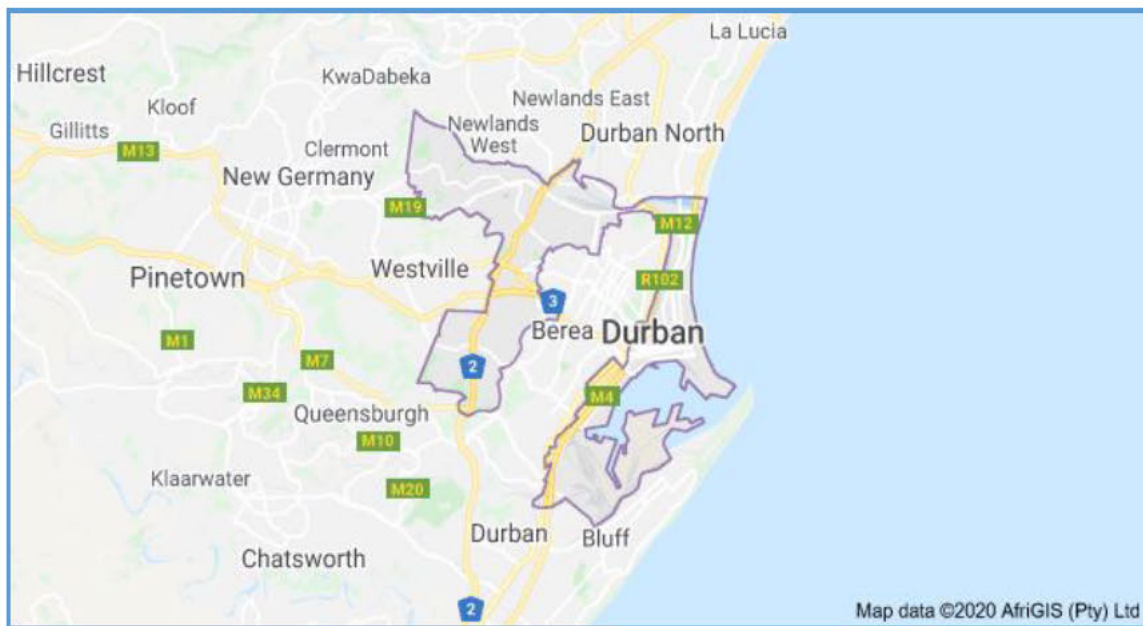 La Lucia
Hillcrest
KwaDabeka
Kloof
Newlands East
Gillitts
Newlands
West
Durban North
M13
Clermont
New Germany
M19
M12
Westville
Pinetown
R102
3
Berea
Durban
M1
M7
2
M34
M4
Queensburgh
M10
Klaarwater
M20
Durban
Bluff
Chatsworth
2
Map data ©2020 AfriGIS (Pty) Ltd